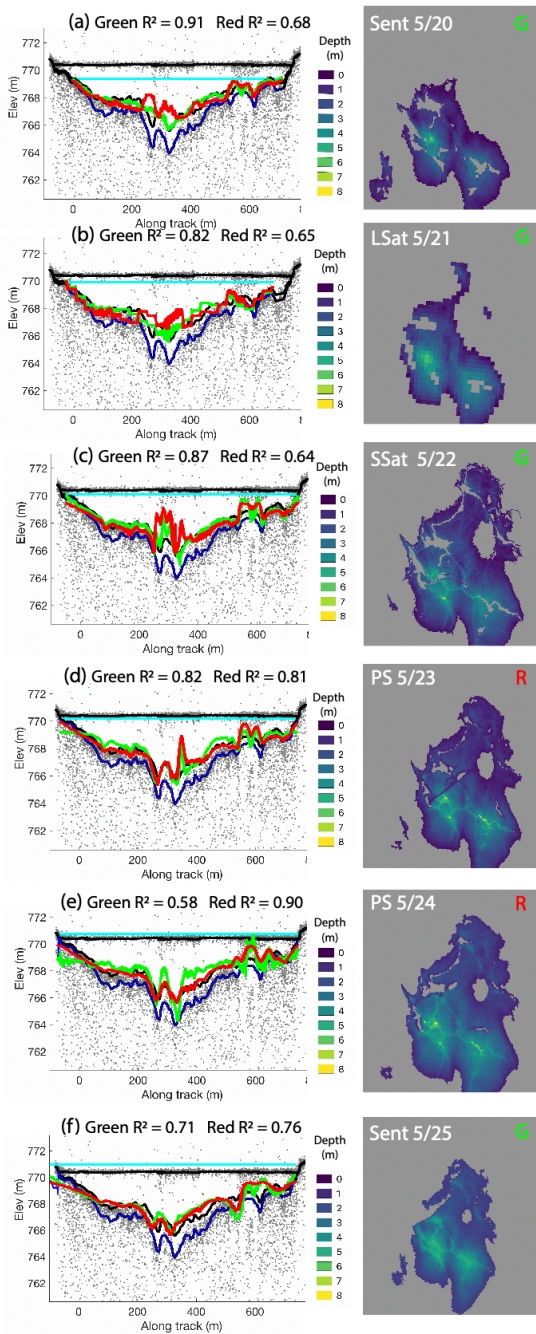 (a) Green R² = 0.91 Red R² = 0.68
Sent 5/20 G
Depth
(m)
0
1
2
3
4
5
6
7
8
772
770
768
766
764
762
Elev (m)
0 200 400 600 8
Along track (m)
(b) Green R² = 0.82 Red R² = 0.65
LSat 5/21 G
Depth
(m)
0
1
2
3
4
5
6
7
8
772
770
768
766
764
762
Elev (m)
0 200 400 600 8
Along track (m)
(c) Green R² = 0.87 Red R² = 0.64
SSat 5/22 G
Depth
(m)
0
1
2
3
4
5
6
7
8
772
770
768
766
764
762
Elev (m)
0 200 400 600 8
Along track (m)
(d) Green R² = 0.82 Red R² = 0.81
PS 5/23 R
Depth
(m)
0
1
2
3
4
5
6
7
8
772
770
768
766
764
762
Elev (m)
0 200 400 600 8
Along track (m)
(e) Green R² = 0.58 Red R² = 0.90
PS 5/24 R
Depth
(m)
0
1
2
3
4
5
6
7
8
772
770
768
766
764
762
Elev (m)
0 200 400 600 8
Along track (m)
(f) Green R² = 0.71 Red R² = 0.76
Sent 5/25 G
Depth
(m)
0
1
2
3
4
5
6
7
8
772
770
768
766
764
762
Elev (m)
0 200 400 600 8
Along track (m)